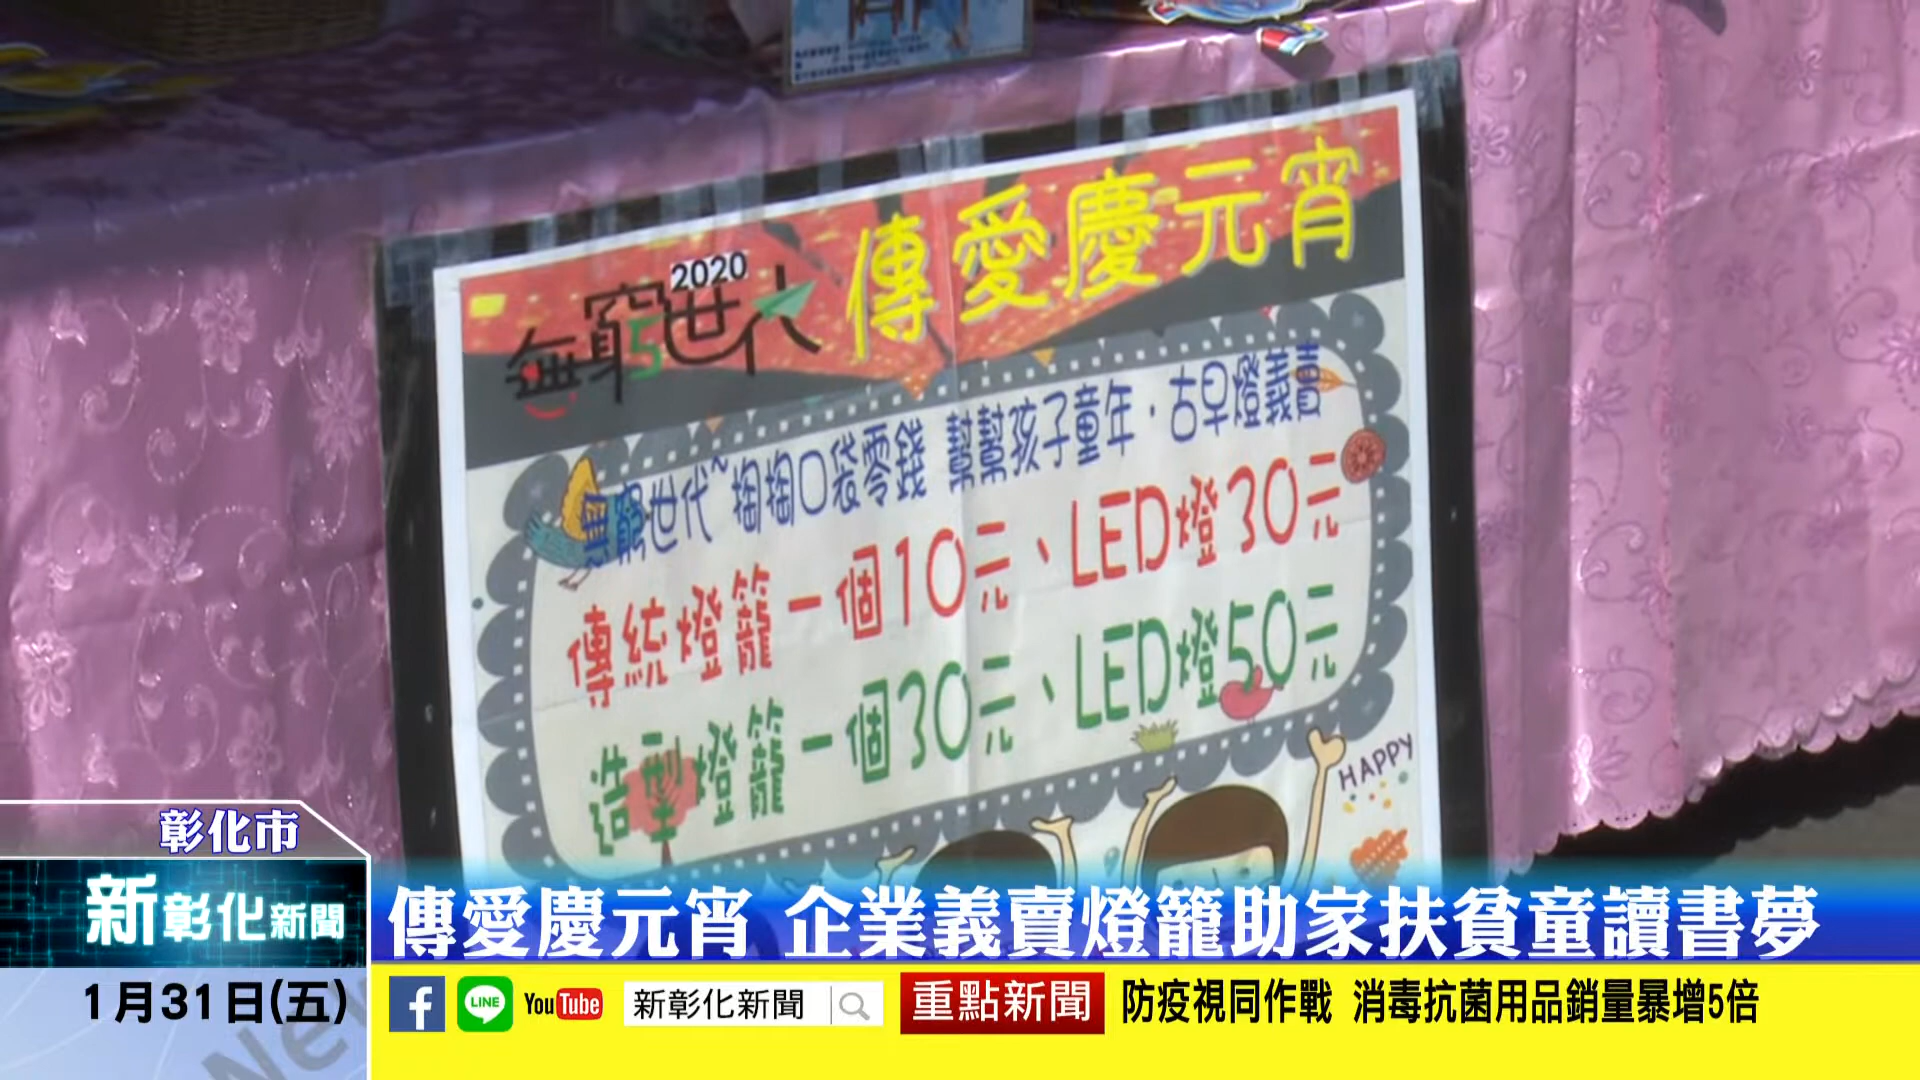 2020
無窮世代
傳愛慶元宵
無窮世代~掏掏口袋零錢 幫幫孩子童年·古早燈義賣
傳統燈籠一個10元、LED燈30元
造型燈籠一個30元、LED燈50元
HAPPY
彰化市
新彰化新聞
傳愛慶元宵 企業義賣燈籠助家扶貧童讀書夢
1月31日(五)
f LINE YouTube 新彰化新聞
重點新聞 防疫視同作戰 消毒抗菌用品銷量暴增5倍